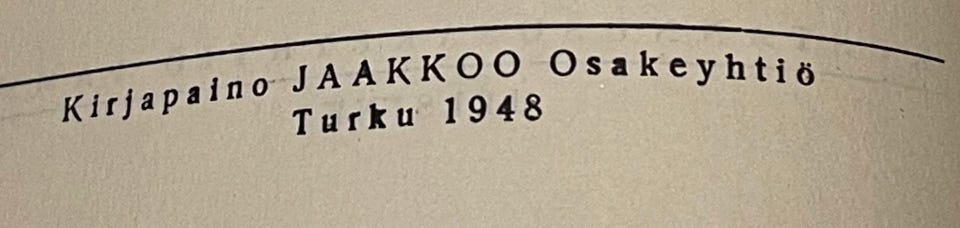 Kirjapaino JAAKKOO Osakeyhtiö
Turku 1948